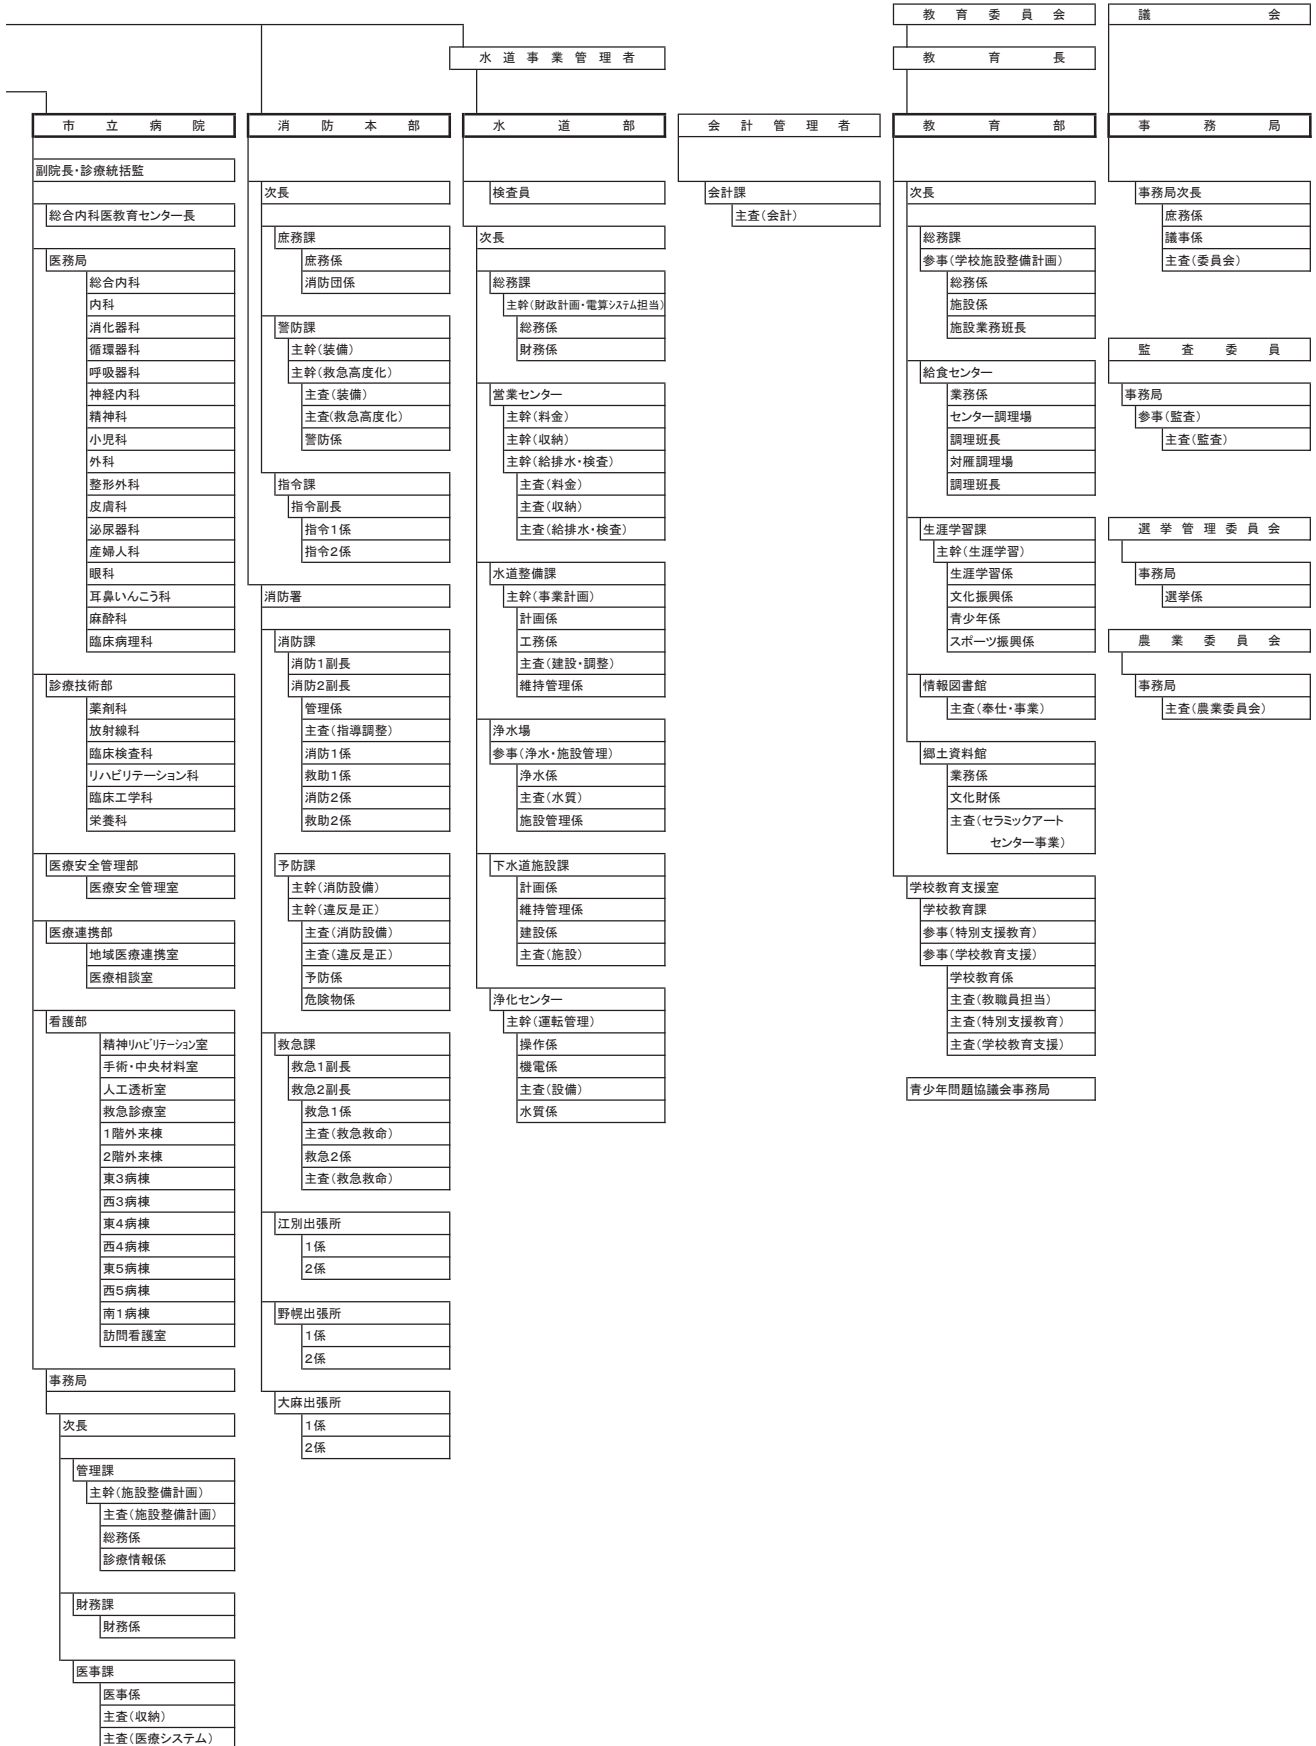 教育委員会
議会
水道事業管理者
教育長
市立病院
副院長・診療統括監
総合内科医教育センター長
医務局
総合内科
内科
消化器科
循環器科
呼吸器科
神経内科
精神科
小児科
外科
整形外科
皮膚科
泌尿器科
産婦人科
眼科
耳鼻いんこう科
麻酔科
臨床病理科
診療技術部
薬剤科
放射線科
臨床検査科
リハビリテーション科
臨床工学科
栄養科
医療安全管理部
医療安全管理室
医療連携部
地域医療連携室
医療相談室
看護部
精神リハビリテーション室
手術・中央材料室
人工透析室
救急診療室
1階外来棟
2階外来棟
東3病棟
西3病棟
東4病棟
西4病棟
東5病棟
西5病棟
南1病棟
訪問看護室
事務局
次長
管理課
主幹(施設整備計画)
主査(施設整備計画)
総務係
診療情報係
財務課
財務係
医事課
医事係
主査(収納)
主査(医療システム)
消防本部
次長
庶務課
庶務係
消防団係
警防課
主幹(装備)
主幹(救急高度化)
主査(装備)
主査(救急高度化)
警防係
指令課
指令副長
指令1係
指令2係
消防署
消防課
消防1副長
消防2副長
管理係
主査(指導調整)
消防1係
救助1係
消防2係
救助2係
予防課
主幹(消防設備)
主幹(違反是正)
主査(消防設備)
主査(違反是正)
予防係
危険物係
救急課
救急1副長
救急2副長
救急1係
主査(救急救命)
救急2係
主査(救急救命)
江別出張所
1係
2係
野幌出張所
1係
2係
大麻出張所
1係
2係
水道部
検査員
次長
総務課
主幹(財政計画・電算システム担当)
総務係
財務係
営業センター
主幹(料金)
主幹(収納)
主幹(給排水・検査)
主査(料金)
主査(収納)
主査(給排水・検査)
水道整備課
主幹(事業計画)
計画係
工務係
主査(建設・調整)
維持管理係
浄水場
参事(浄水・施設管理)
浄水係
主査(水質)
施設管理係
下水道施設課
計画係
維持管理係
建設係
主査(施設)
浄化センター
主幹(運転管理)
操作係
機電係
主査(設備)
水質係
会計管理者
会計課
主査(会計)
教育部
次長
総務課
参事(学校施設整備計画)
総務係
施設係
施設業務班長
給食センター
業務係
センター調理場
調理班長
対雁調理場
調理班長
生涯学習課
主幹(生涯学習)
生涯学習係
文化振興係
青少年係
スポーツ振興係
情報図書館
主査(奉仕・事業)
郷土資料館
業務係
文化財係
主査(セラミックアート
センター事業)
学校教育支援室
学校教育課
参事(特別支援教育)
参事(学校教育支援)
学校教育係
主査(教職員担当)
主査(特別支援教育)
主査(学校教育支援)
青少年問題協議会事務局
事務局
事務局次長
庶務係
議事係
主査(委員会)
監査委員
事務局
参事(監査)
主査(監査)
選挙管理委員会
事務局
選挙係
農業委員会
事務局
主査(農業委員会)